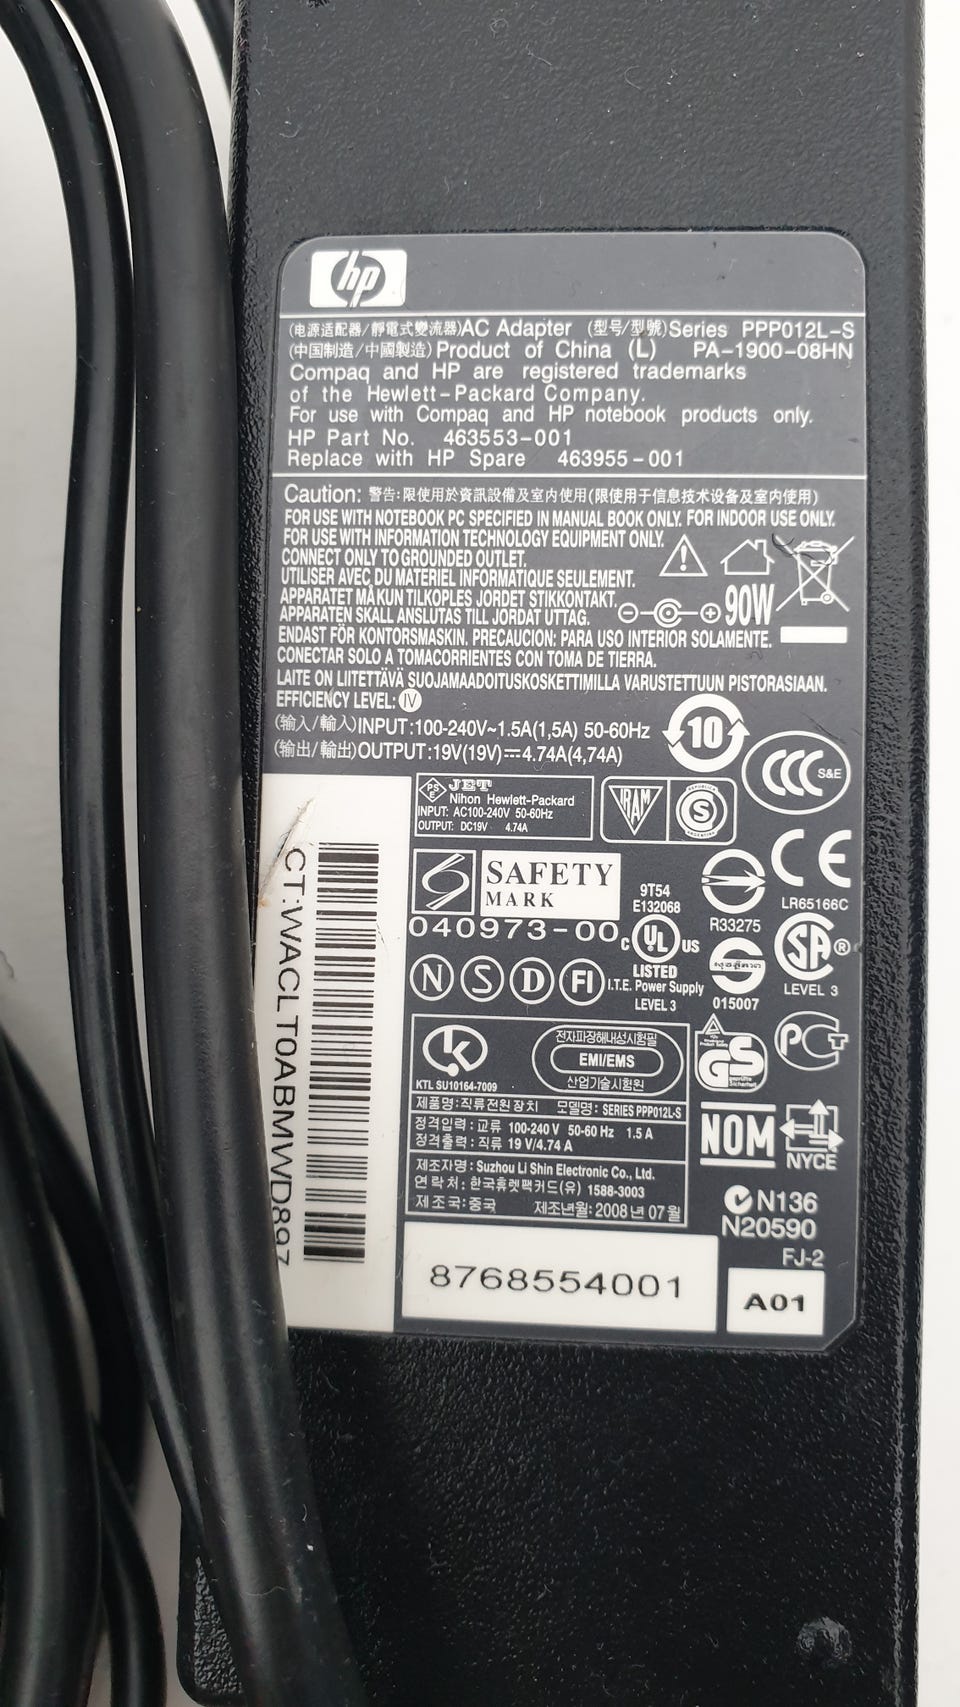 hp
(电源适配器/靜電式變流器)AC Adapter (型号/型號)Series PPP012L-S
(中国制造/中國製造)Product of China (L) PA-1900-08HN
Compaq and HP are registered trademarks
of the Hewlett-Packard Company.
For use with Compaq and HP notebook products only.
HP Part No. 463553-001
Replace with HP Spare 463955-001
Caution: 警告:限使用於資訊設備及室内使用(限使用于信息技术设备及室内使用)
FOR USE WITH NOTEBOOK PC SPECIFIED IN MANUAL BOOK ONLY. FOR INDOOR USE ONLY.
FOR USE WITH INFORMATION TECHNOLOGY EQUIPMENT ONLY.
CONNECT ONLY TO GROUNDED OUTLET.
UTILISER AVEC DU MATERIEL INFORMATIQUE SEULEMENT.
APPARATET MÅ KUN TILKOPLES JORDET STIKKONTAKT.
APPARATEN SKALL ANSLUTAS TILL JORDAT UTTAG.
90W
ENDAST FÖR KONTORSMASKIN. PRECAUCION: PARA USO INTERIOR SOLAMENTE.
CONECTAR SOLO A TOMACORRIENTES CON TOMA DE TIERRA.
LAITE ON LIITETTÄVÄ SUOJAMAADOITUSKOSKETTIMILLA VARUSTETTUUN PISTORASIAAN.
EFFICIENCY LEVEL: IV
(输入/輸入)INPUT:100-240V~1.5A(1,5A) 50-60Hz
(输出/輸出)OUTPUT:19V(19V)⎓4.74A(4,74A)
10
CCC S&E
PS E JET
Nihon Hewlett-Packard
INPUT: AC100-240V 50-60Hz
OUTPUT: DC19V 4.74A
IRAM
S
CT:WACLT0ABMWD897
SAFETY
MARK
040973-00
9T54
E132068
c UL US
LISTED
I.T.E. Power Supply
LEVEL 3
R33275
CE
LR65166C
SA ®
LEVEL 3
015007
N S D FI
KTL SU10164-7009
전자파장해내성시험필
EMI/EMS
산업기술시험원
GS
geprüfte
Sicherheit
제품명:직류전원장치 모델명: SERIES PPP012L-S
정격입력: 교류 100-240 V 50-60 Hz 1.5 A
정격출력: 직류 19 V/4.74 A
제조자명: Suzhou Li Shin Electronic Co., Ltd.
연락처: 한국휴렛팩커드(유) 1588-3003
제조국:중국 제조년월: 2008년 07월
NOM
NYCE
N136
N20590
FJ-2
8768554001
A01